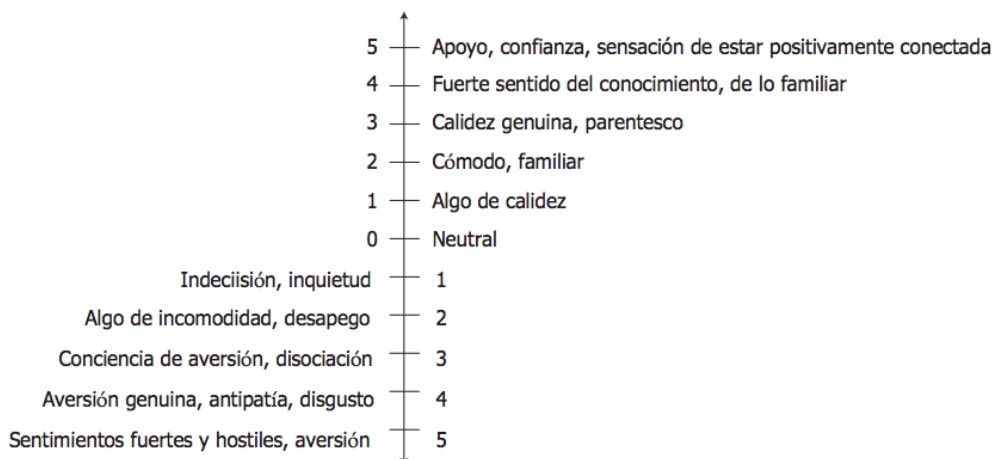 5 Apoyo, confianza, sensación de estar positivamente conectada
4 Fuerte sentido del conocimiento, de lo familiar
3 Calidez genuina, parentesco
2 Cómodo, familiar
1 Algo de calidez
0 Neutral
Indeciisión, inquietud 1
Algo de incomodidad, desapego 2
Conciencia de aversión, disociación 3
Aversión genuina, antipatía, disgusto 4
Sentimientos fuertes y hostiles, aversión 5